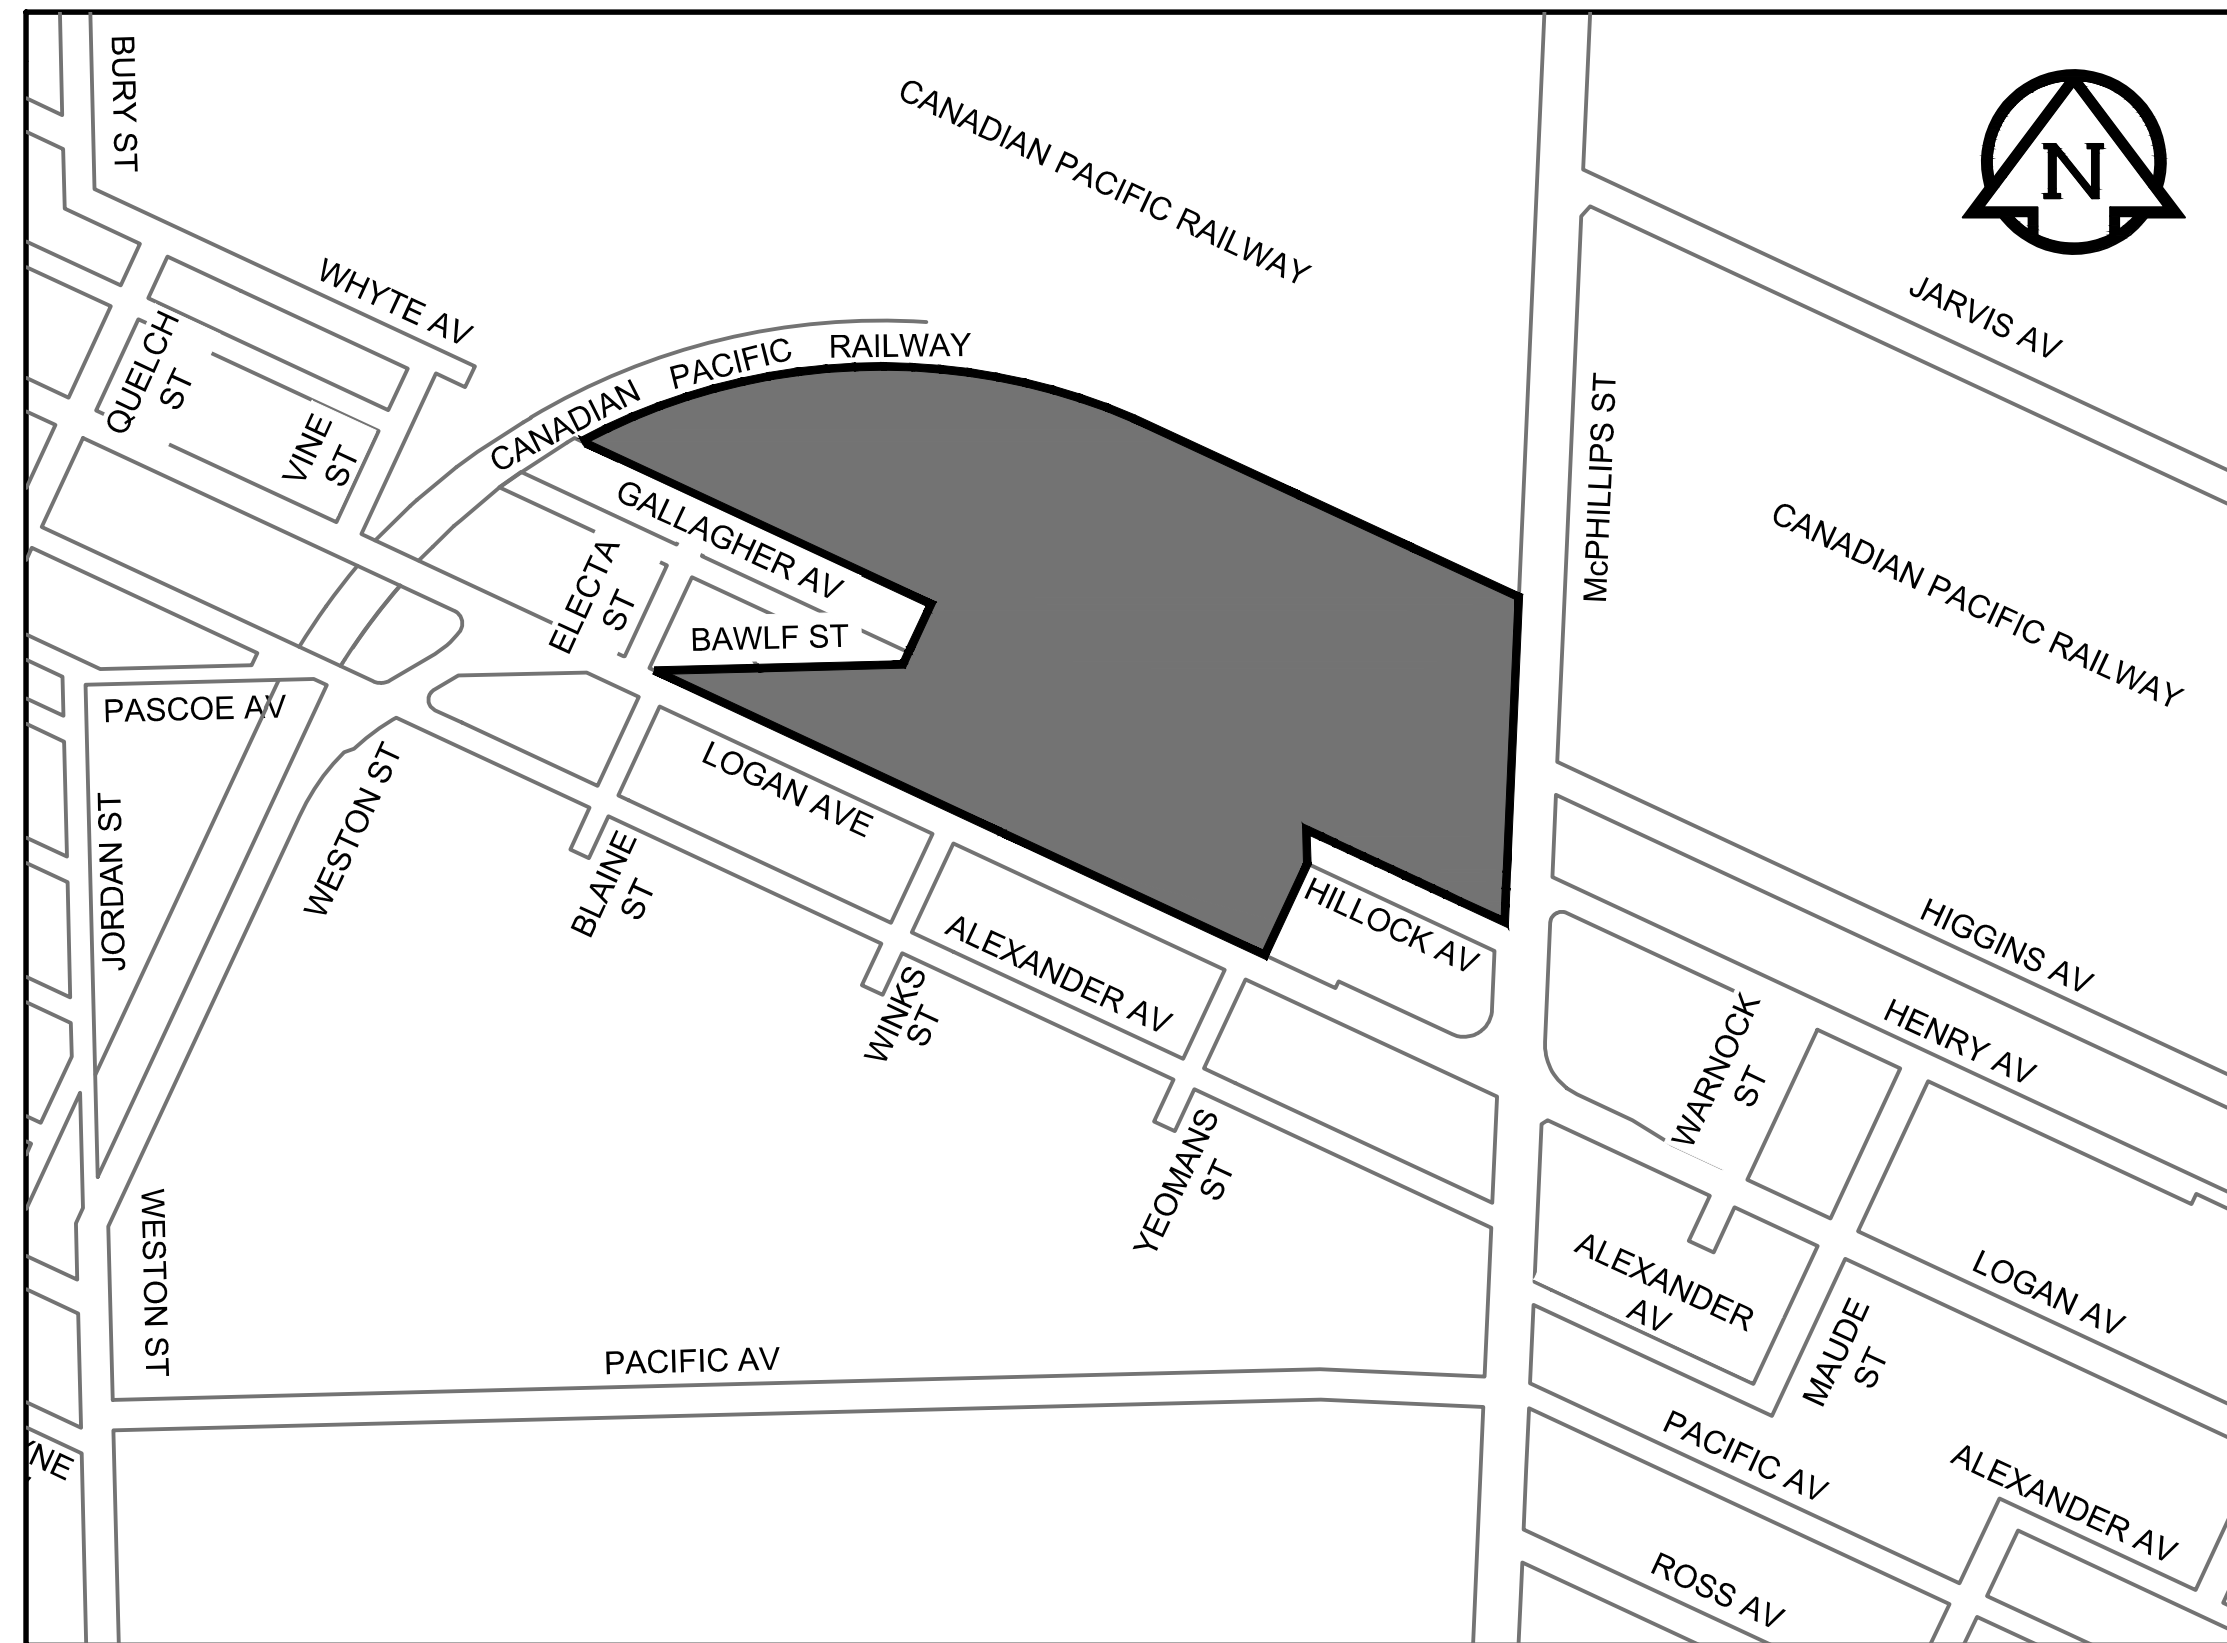 BURY ST
CANADIAN PACIFIC RAILWAY
N
WHYTE AV
JARVIS AV
QUELCH
ST
VINE
ST
CANADIAN PACIFIC RAILWAY
McPHILLIPS ST
CANADIAN PACIFIC RAILWAY
GALLAGHER AV
ELECTA
ST
BAWLF ST
PASCOE AV
JORDAN ST
WESTON ST
LOGAN AVE
BLAINE
ST
HILLOCK AV
ALEXANDER AV
WINKS
ST
HIGGINS AV
HENRY AV
WARNOCK
ST
YEOMANS
ST
WESTON ST
ALEXANDER
AV
LOGAN AV
MAUDE
ST
PACIFIC AV
PACIFIC AV
ALEXANDER AV
ROSS AV